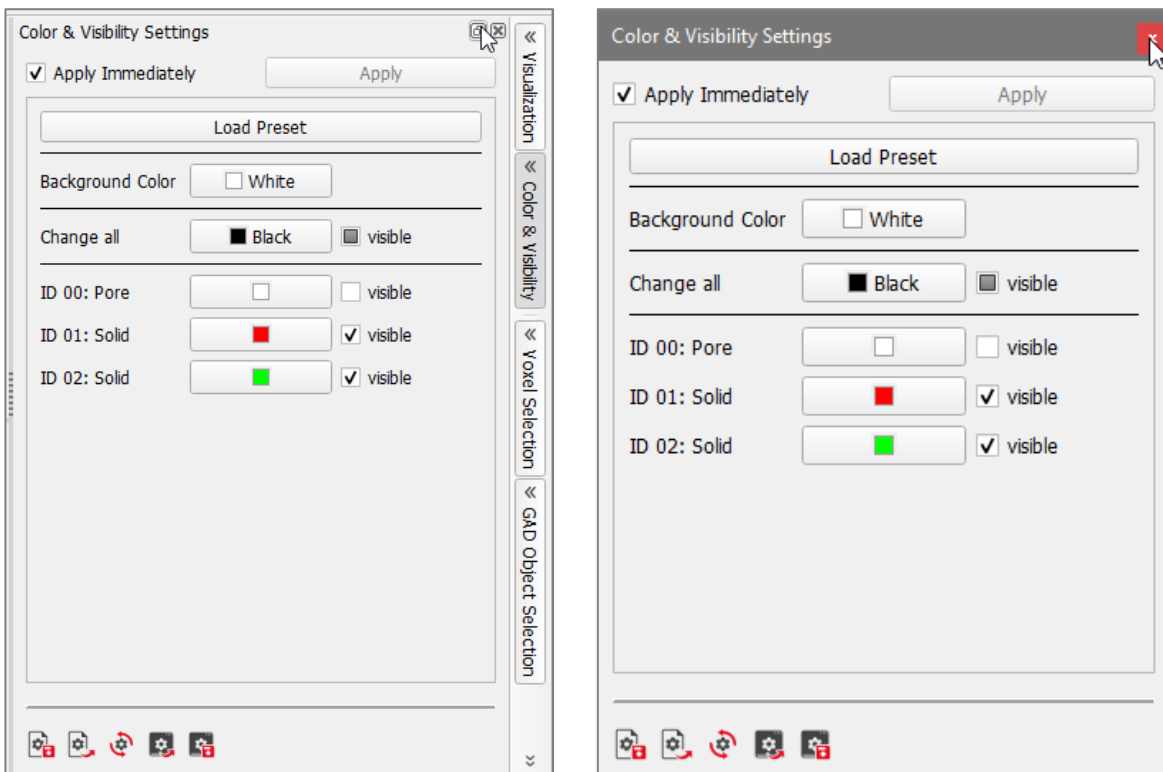 Color & Visibility Settings
Apply Immediately
Apply
Load Preset
Background Color
White
Change all
Black
visible
ID 00: Pore
visible
ID 01: Solid
visible
ID 02: Solid
visible
Visualization
Color & Visibility
Voxel Selection
GAD Object Selection
Color & Visibility Settings
Apply Immediately
Apply
Load Preset
Background Color
White
Change all
Black
visible
ID 00: Pore
visible
ID 01: Solid
visible
ID 02: Solid
visible